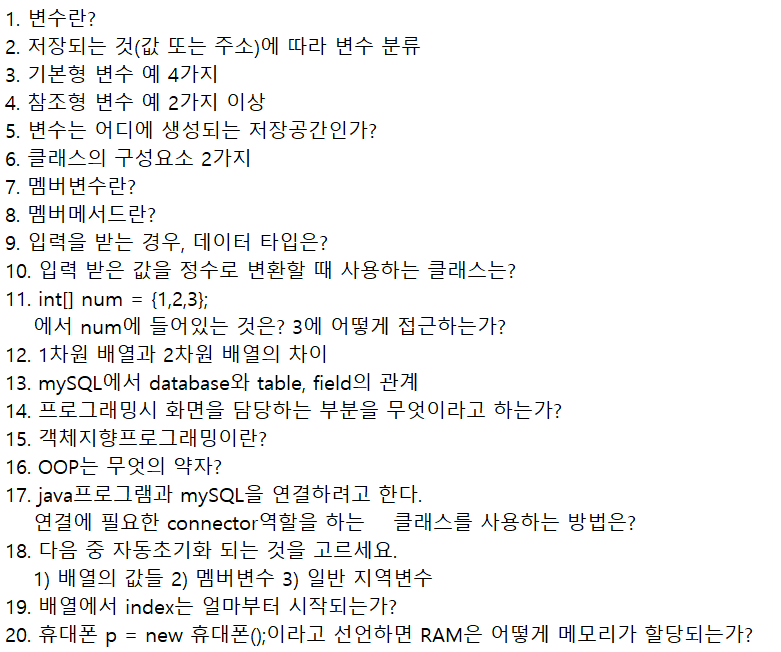 1. 변수란?
2. 저장되는 것(값 또는 주소)에 따라 변수 분류
3. 기본형 변수 예 4가지
4. 참조형 변수 예 2가지 이상
5. 변수는 어디에 생성되는 저장공간인가?
6. 클래스의 구성요소 2가지
7. 멤버변수란?
8. 멤버메서드란?
9. 입력을 받는 경우, 데이터 타입은?
10. 입력 받은 값을 정수로 변환할 때 사용하는 클래스는?
11. int[] num = {1,2,3};
에서 num에 들어있는 것은? 3에 어떻게 접근하는가?
12. 1차원 배열과 2차원 배열의 차이
13. mySQL에서 database와 table, field의 관계
14. 프로그래밍시 화면을 담당하는 부분을 무엇이라고 하는가?
15. 객체지향프로그래밍이란?
16. OOP는 무엇의 약자?
17. java프로그램과 mySQL을 연결하려고 한다.
연결에 필요한 connector역할을 하는 클래스를 사용하는 방법은?
18. 다음 중 자동초기화 되는 것을 고르세요.
1) 배열의 값들 2) 멤버변수 3) 일반 지역변수
19. 배열에서 index는 얼마부터 시작되는가?
20. 휴대폰 p = new 휴대폰();이라고 선언하면 RAM은 어떻게 메모리가 할당되는가?